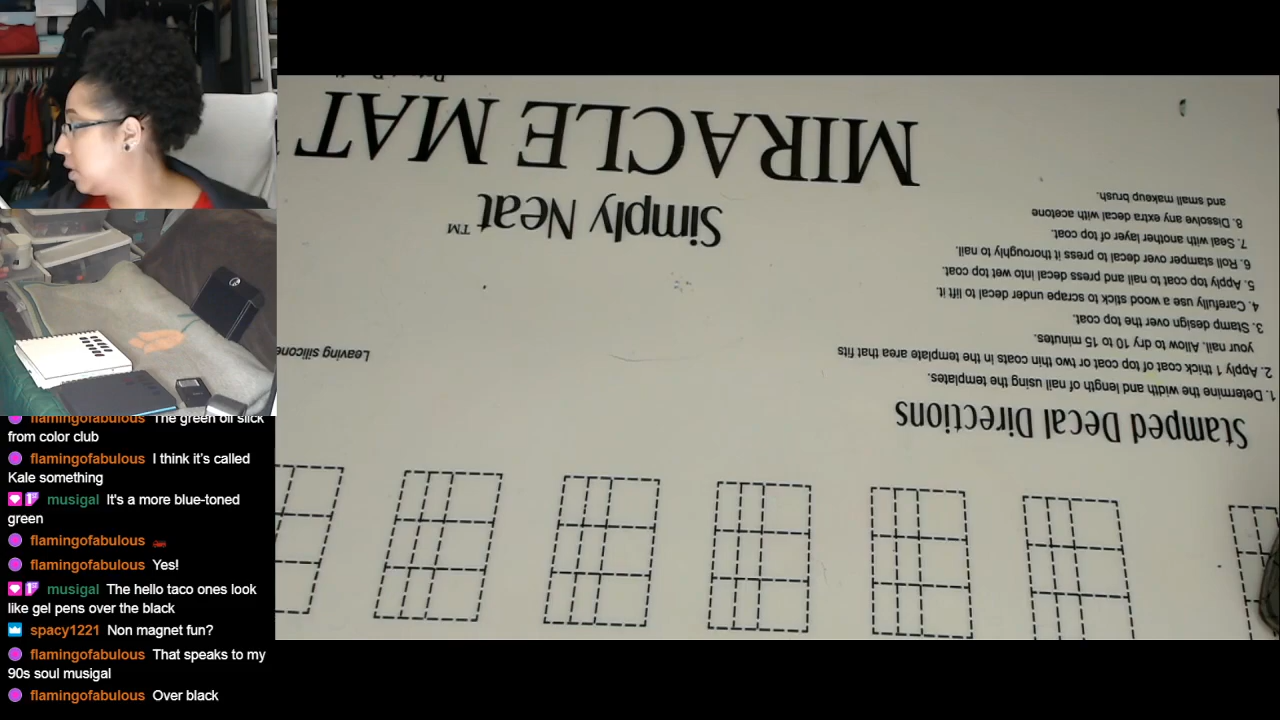 MIRACLE MAT
Simply Neat™
Leaving silicone
Stamped Decal Directions
1. Determine the width and length of nail using the templates.
2. Apply 1 thick coat of top coat or two thin coats in the template area that fits
your nail. Allow to dry 10 to 15 minutes.
3. Stamp design over the top coat.
4. Carefully use a wood stick to scrape under decal to lift it.
5. Apply top coat to nail and press decal into wet top coat.
6. Roll stamper over decal to press it thoroughly to nail.
7. Seal with another layer of top coat.
8. Dissolve any extra decal with acetone
and small makeup brush.
flamingofabulous The green oil slick
from color club
flamingofabulous I think it's called
Kale something
musigal It's a more blue-toned
green
flamingofabulous
flamingofabulous Yes!
musigal The hello taco ones look
like gel pens over the black
spacy1221 Non magnet fun?
flamingofabulous That speaks to my
90s soul musigal
flamingofabulous Over black